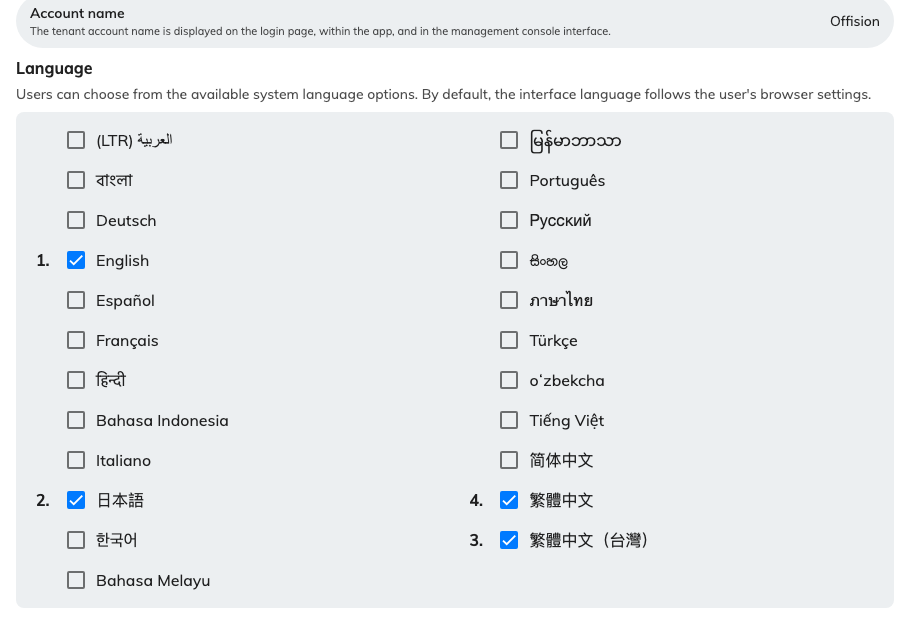 Account name
The tenant account name is displayed on the login page, within the app, and in the management console interface.
Offision
Language
Users can choose from the available system language options. By default, the interface language follows the user's browser settings.
(LTR) العربية
বাংলা
Deutsch
1. English
Español
Français
हिन्दी
Bahasa Indonesia
Italiano
2. 日本語
한국어
Bahasa Melayu
မြန်မာဘာသာ
Português
Русский
සිංහල
ภาษาไทย
Türkçe
oʻzbekcha
Tiếng Việt
简体中文
4. 繁體中文
3. 繁體中文（台灣）